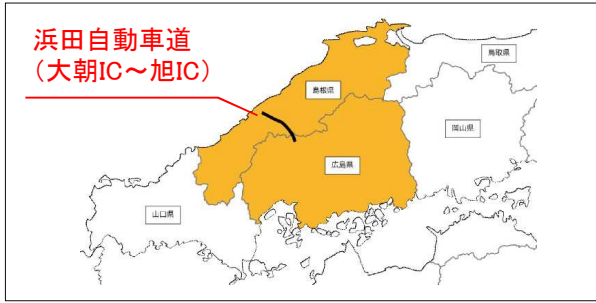 浜田自動車道
（大朝IC～旭IC）
鳥取県
島根県
岡山県
広島県
山口県